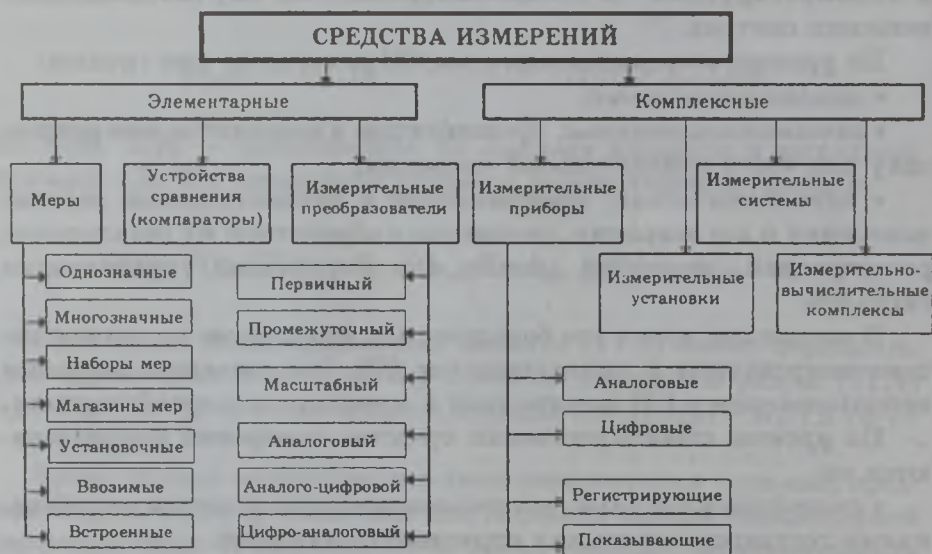 СРЕДСТВА ИЗМЕРЕНИЙ
Элементарные
Комплексные
Меры
Устройства
сравнения
(компараторы)
Измерительные
преобразователи
Измерительные
приборы
Измерительные
системы
Измерительные
установки
Измерительно-
вычислительные
комплексы
Однозначные
Многозначные
Наборы мер
Магазины мер
Установочные
Ввозимые
Встроенные
Первичный
Промежуточный
Масштабный
Аналоговый
Аналого-цифровой
Цифро-аналоговый
Аналоговые
Цифровые
Регистрирующие
Показывающие